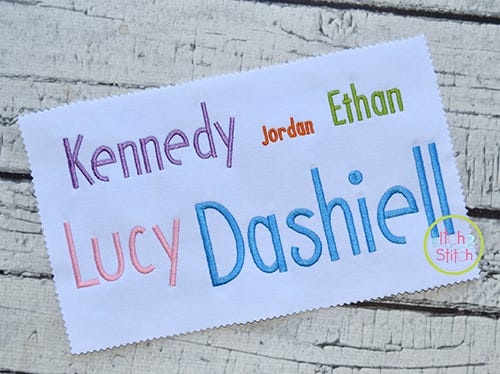 Kennedy Jordan Ethan
Lucy Dashiell
Itch 2
Stitch